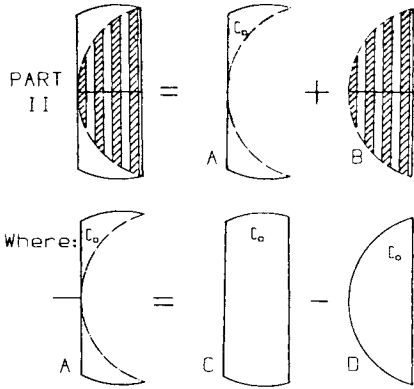 PART II = C₀ A + B
Where: C₀ A = C₀ C - C₀ D